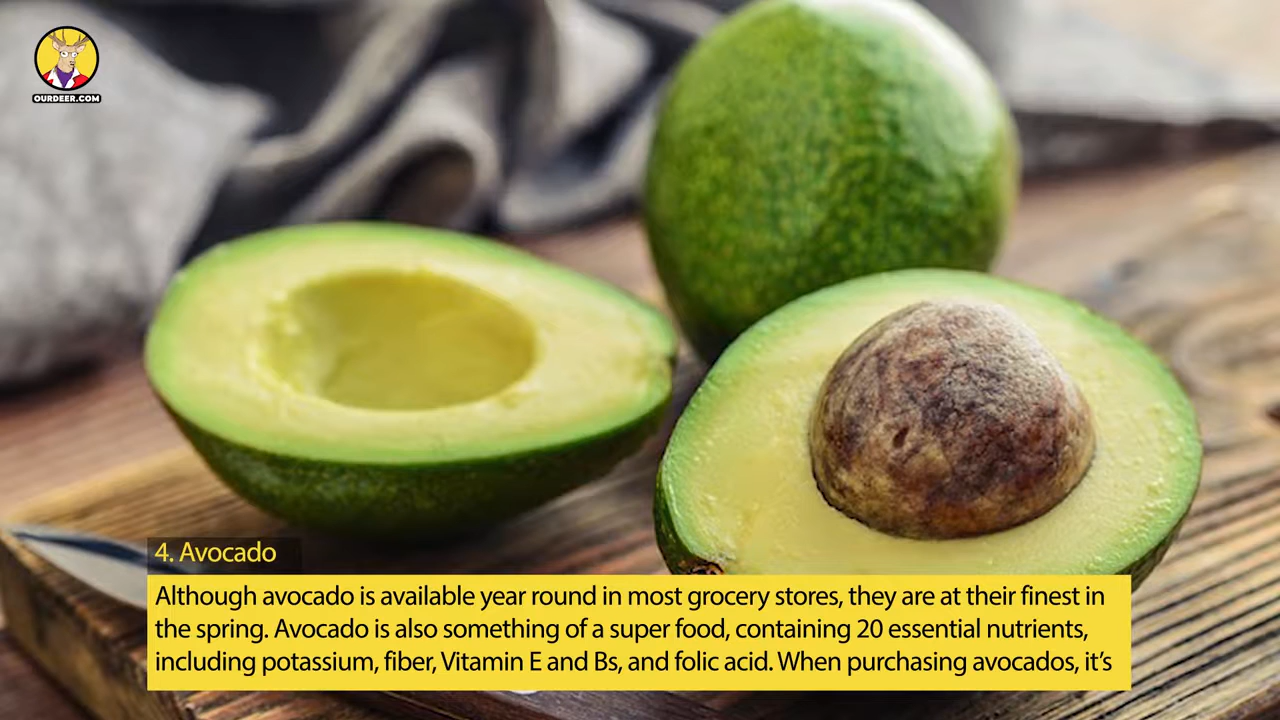 OURDEER.COM
4. Avocado
Although avocado is available year round in most grocery stores, they are at their finest in
the spring. Avocado is also something of a super food, containing 20 essential nutrients,
including potassium, fiber, Vitamin E and Bs, and folic acid. When purchasing avocados, it’s